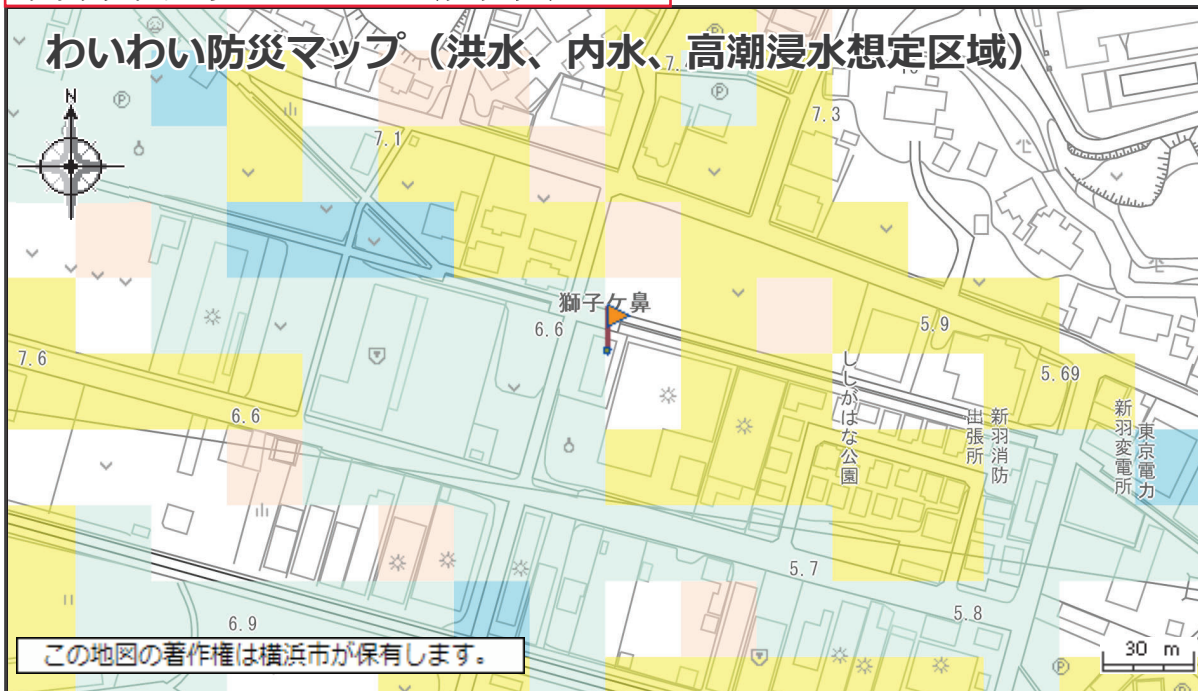 わいわい防災マップ（洪水、内水、高潮浸水想定区域）
N
7.1
7.3
獅子ケ鼻
6.6
5.9
7.6
5.69
6.6
ししがはな公園
新羽消防
出張所
東京電力
新羽変電所
5.7
5.8
6.9
この地図の著作権は横浜市が保有します。
30 m